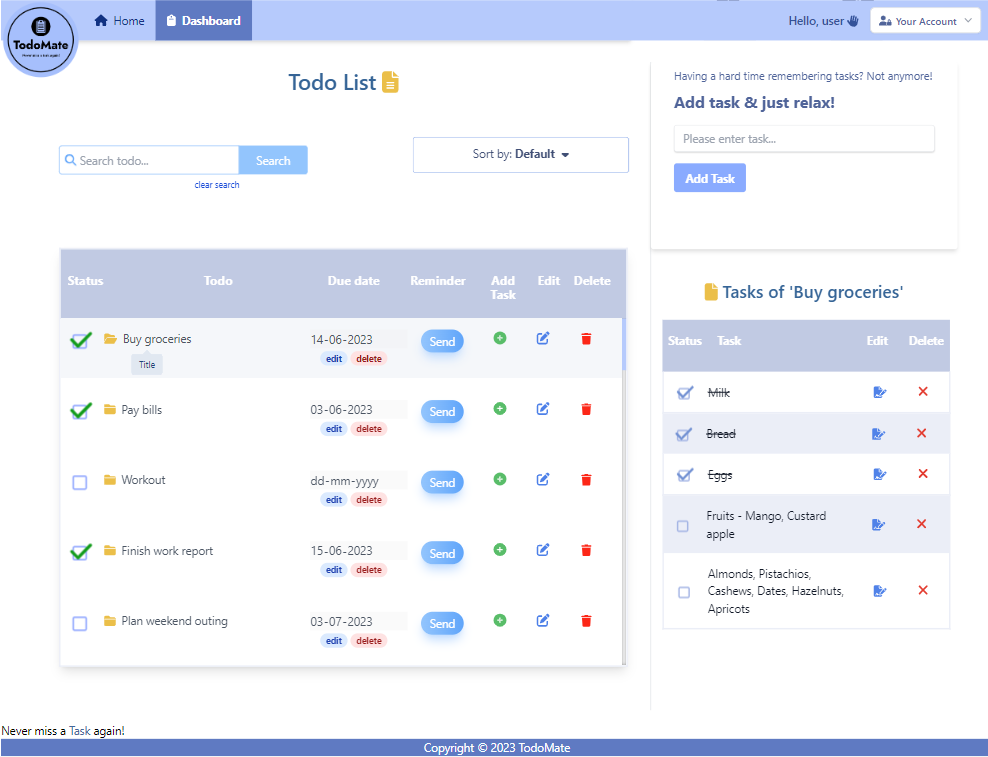 TodoMate
Home
Dashboard
Hello, user
Your Account
Todo List
Search todo...
Search
clear search
Sort by: Default
Having a hard time remembering tasks? Not anymore!
Add task & just relax!
Please enter task...
Add Task
Status Todo Due date Reminder Add Task Edit Delete
Buy groceries 14-06-2023 Send
edit delete
Title
Pay bills 03-06-2023 Send
edit delete
Workout dd-mm-yyyy Send
edit delete
Finish work report 15-06-2023 Send
edit delete
Plan weekend outing 03-07-2023 Send
edit delete
Tasks of 'Buy groceries'
Status Task Edit Delete
Milk
Bread
Eggs
Fruits - Mango, Custard
apple
Almonds, Pistachios,
Cashews, Dates, Hazelnuts,
Apricots
Never miss a Task again!
Copyright © 2023 TodoMate